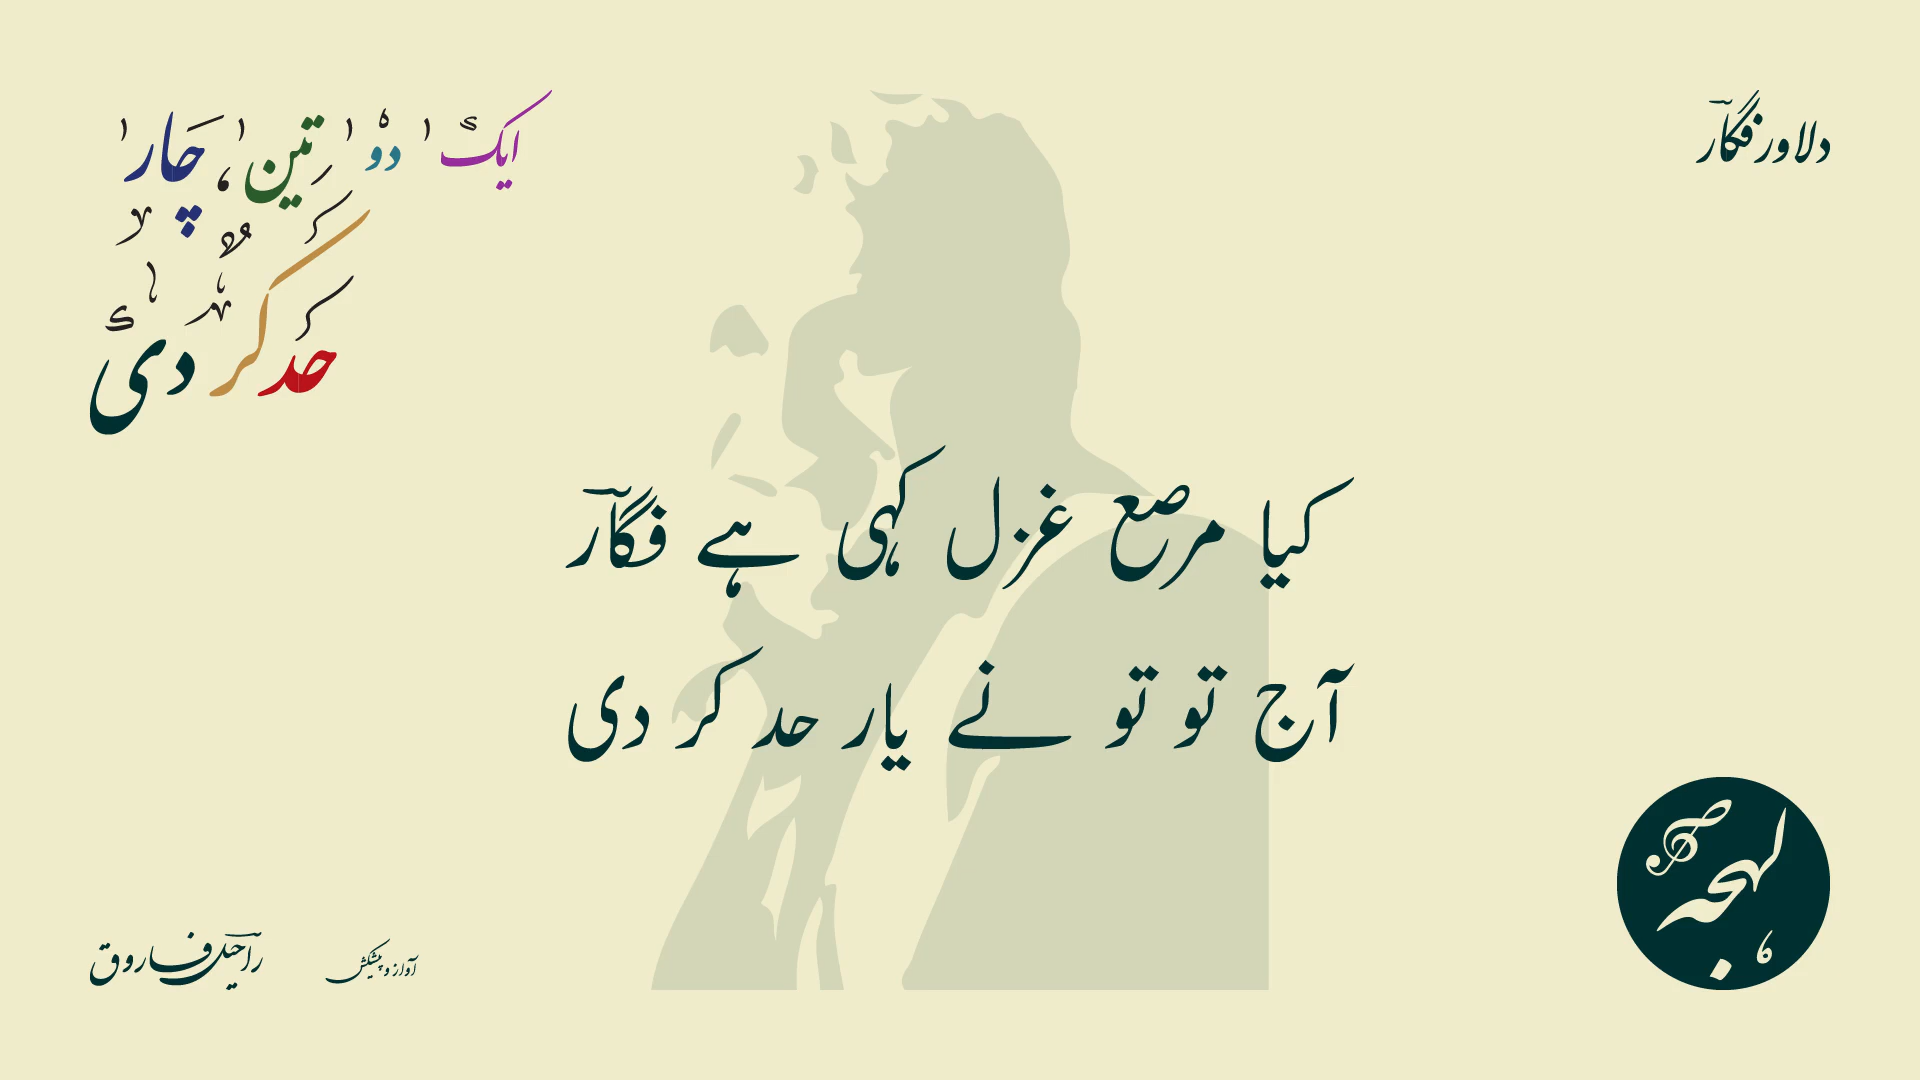 دلاور فگارؔ
ایک، دو، تین، چار،
حد کر دی
کیا مرصع غزل کہی ہے فگارؔ
آج تو تو نے یار حد کر دی
لہجہ
آواز و پیشکش
راحیلؔ فاروق